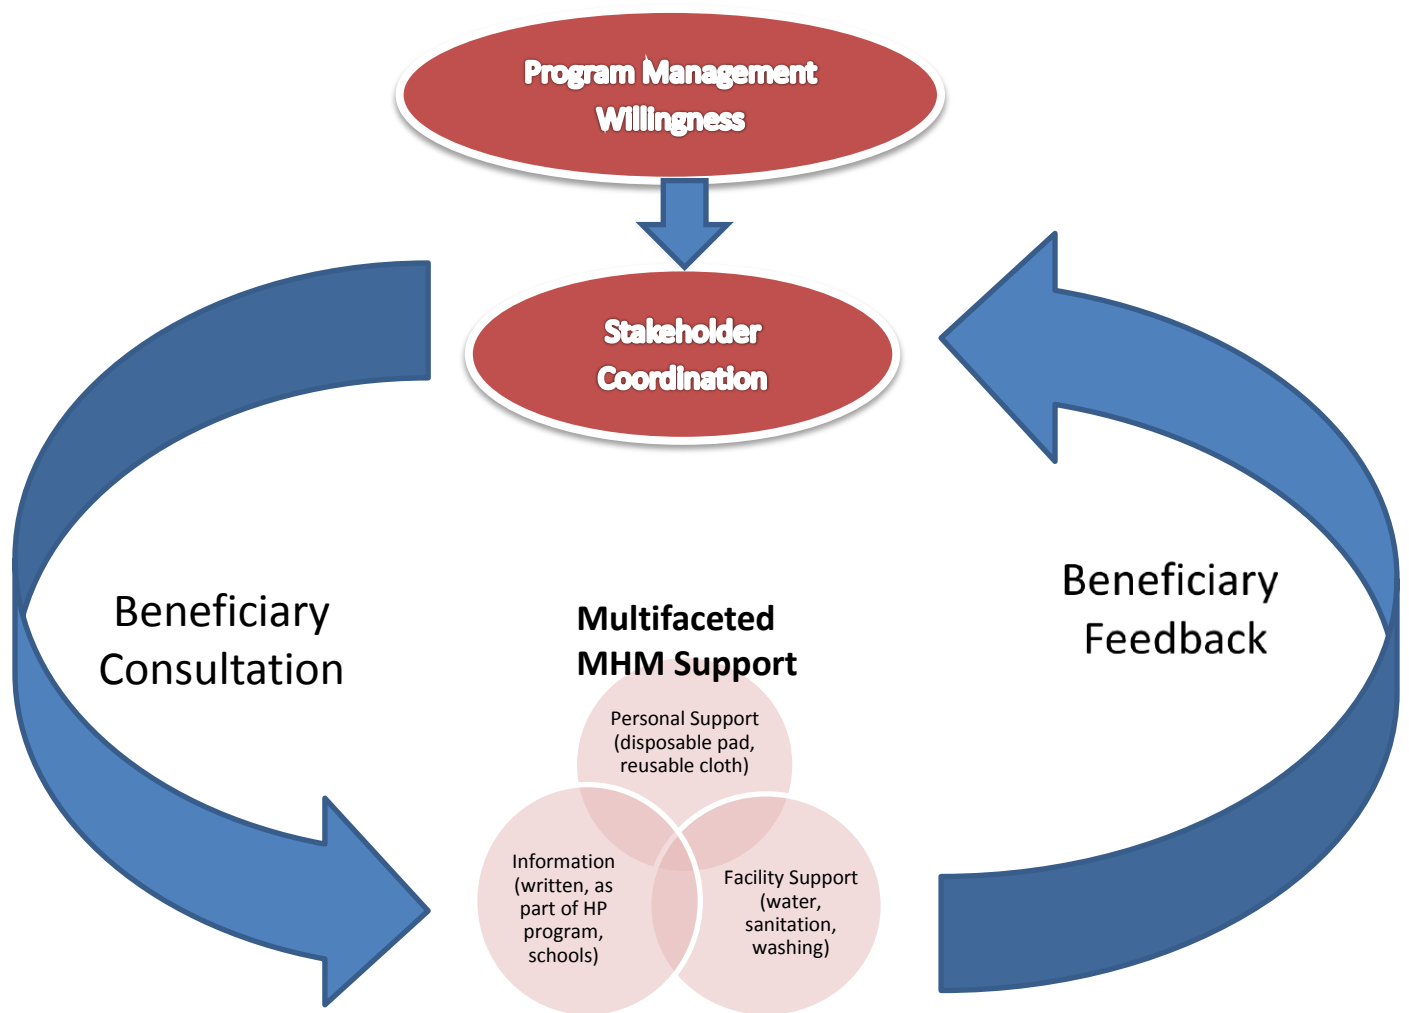 Program Management
Willingness
Stakeholder
Coordination
Beneficiary
Consultation
Beneficiary
Feedback
Multifaceted
MHM Support
Personal Support
(disposable pad,
reusable cloth)
Information
(written, as
part of HP
program,
schools)
Facility Support
(water,
sanitation,
washing)